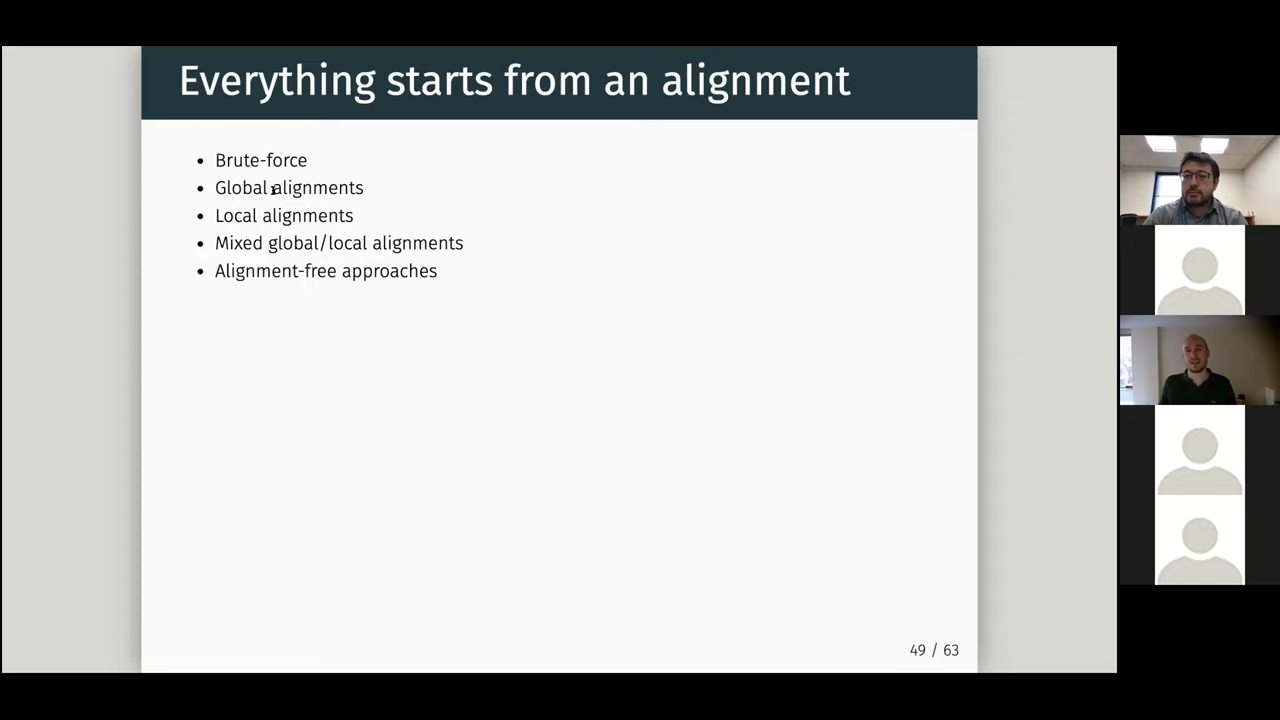 Everything starts from an alignment
• Brute-force
• Global alignments
• Local alignments
• Mixed global/local alignments
• Alignment-free approaches
49 / 63